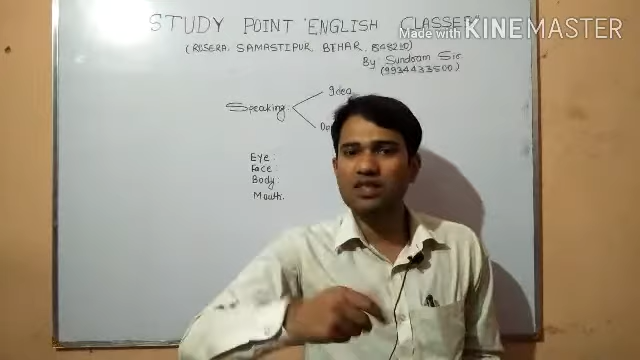 Made with KINEMASTER
STUDY POINT "ENGLISH CLASSES"
(ROSERA, SAMASTIPUR, BIHAR, 848210)
By: Sundram Sir
(9934433500)
Idea
Speaking
Eye:
Face:
Body:
Mouth: